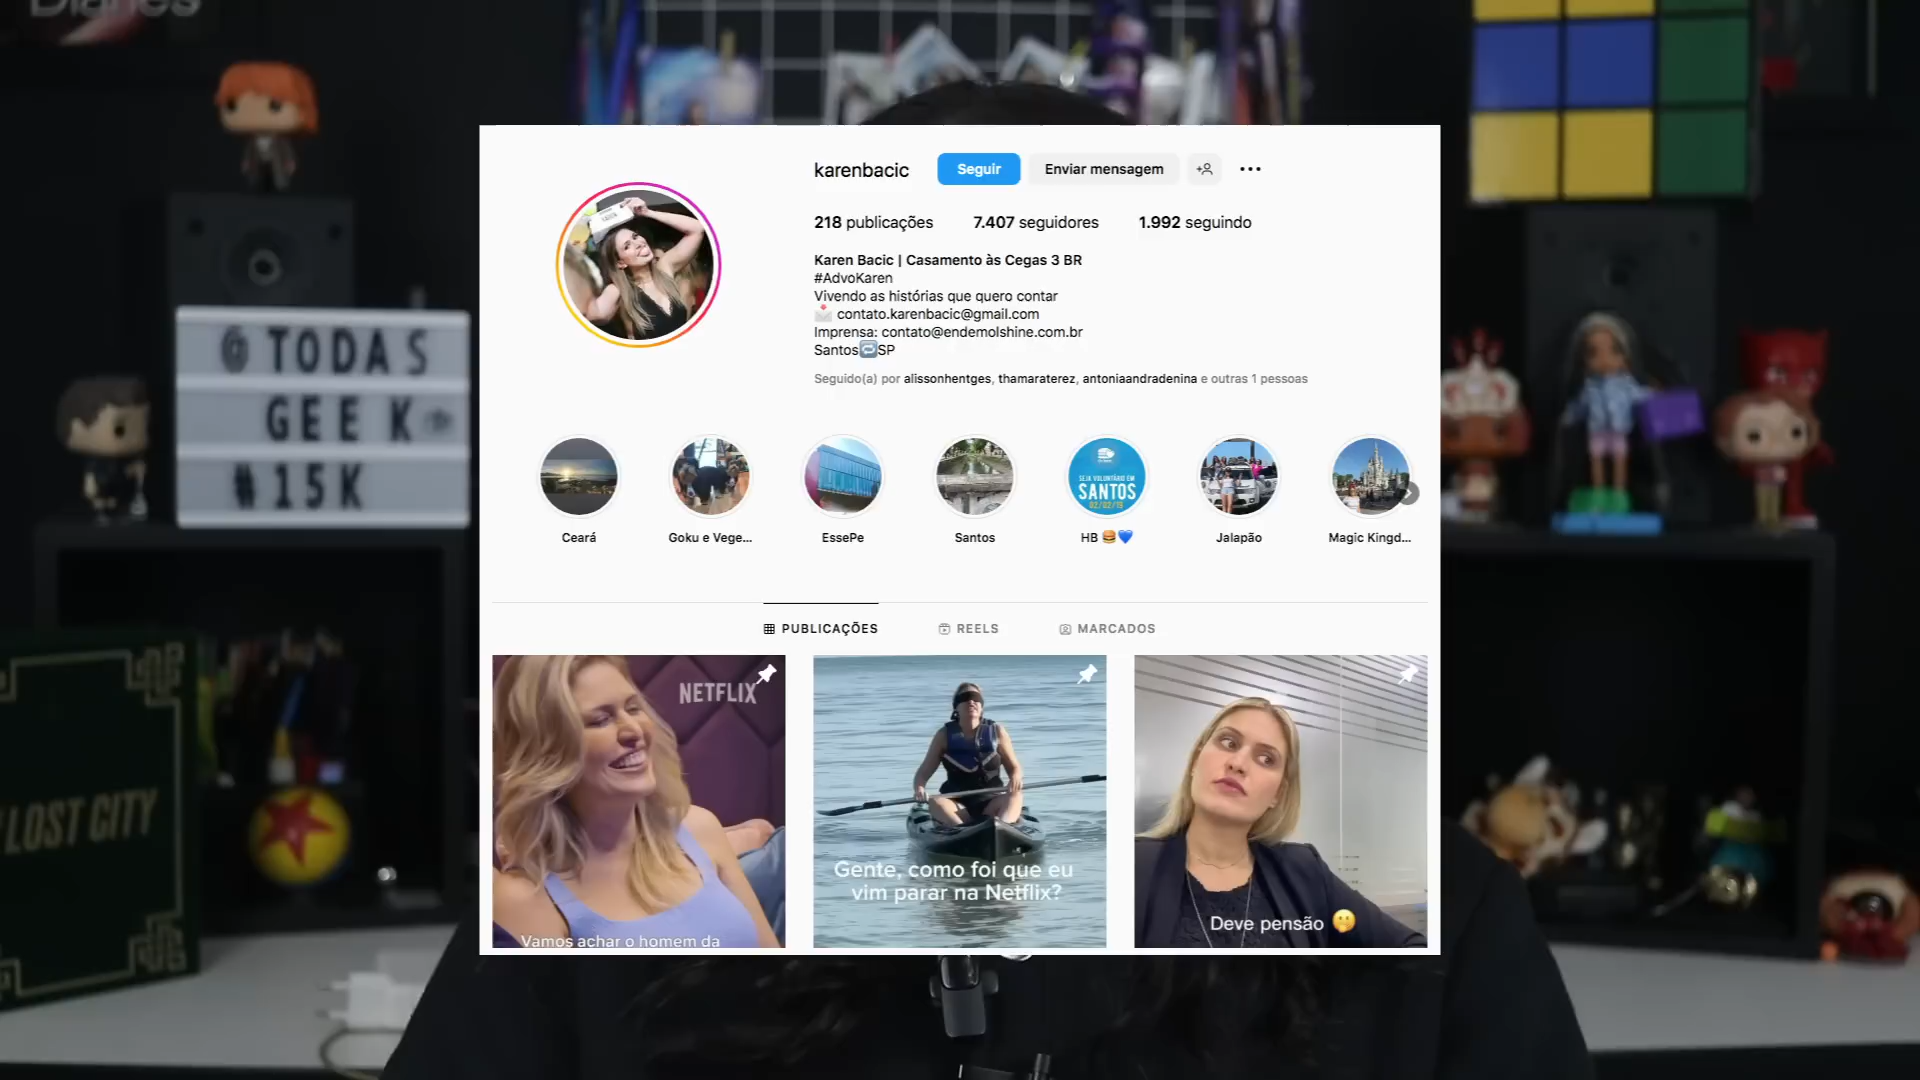 @TODAS
GEEK
#15K
LOST CITY
karenbacic
Seguir
Enviar mensagem
218 publicações
7.407 seguidores
1.992 seguindo
Karen Bacic | Casamento às Cegas 3 BR
#AdvoKaren
Vivendo as histórias que quero contar
contato.karenbacic@gmail.com
Imprensa: contato@endemolshine.com.br
Santos🔁SP
Seguido(a) por alissonhentges, thamaraterez, antoniaandradenina e outras 1 pessoas
SEJA VOLUNTÁRIO EM
SANTOS
Ceará
Goku e Vege...
EssePe
Santos
HB 🍔💙
Jalapão
Magic Kingd...
PUBLICAÇÕES
REELS
MARCADOS
NETFLIX
Vamos achar o homem da
Gente, como foi que eu
vim parar na Netflix?
Deve pensão 🤭